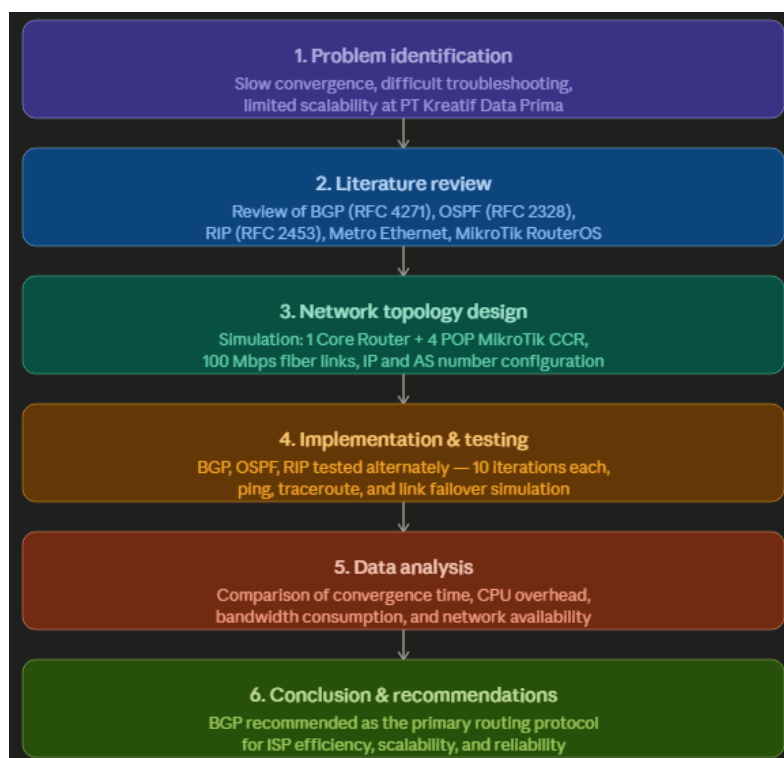 1. Problem identification
Slow convergence, difficult troubleshooting,
limited scalability at PT Kreatif Data Prima
2. Literature review
Review of BGP (RFC 4271), OSPF (RFC 2328),
RIP (RFC 2453), Metro Ethernet, MikroTik RouterOS
3. Network topology design
Simulation: 1 Core Router + 4 POP MikroTik CCR,
100 Mbps fiber links, IP and AS number configuration
4. Implementation & testing
BGP, OSPF, RIP tested alternately — 10 iterations each,
ping, traceroute, and link failover simulation
5. Data analysis
Comparison of convergence time, CPU overhead,
bandwidth consumption, and network availability
6. Conclusion & recommendations
BGP recommended as the primary routing protocol
for ISP efficiency, scalability, and reliability